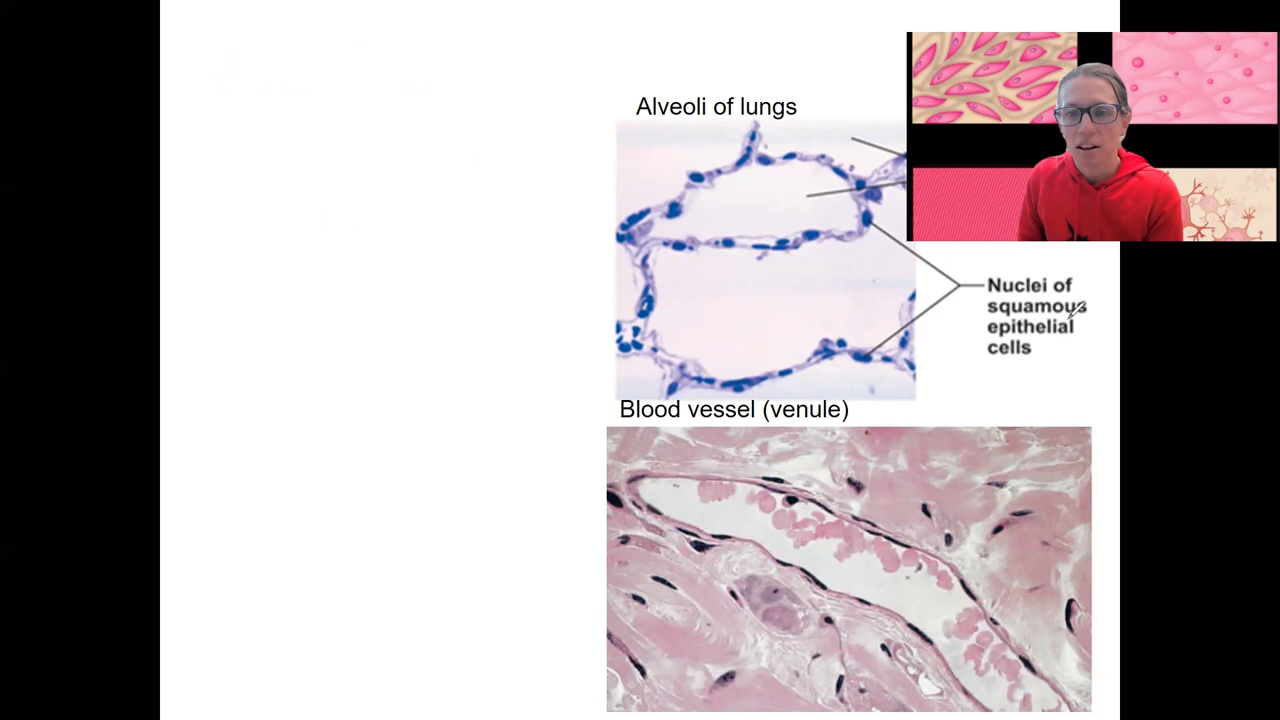 Alveoli of lungs
Nuclei of
squamous
epithelial
cells
Blood vessel (venule)